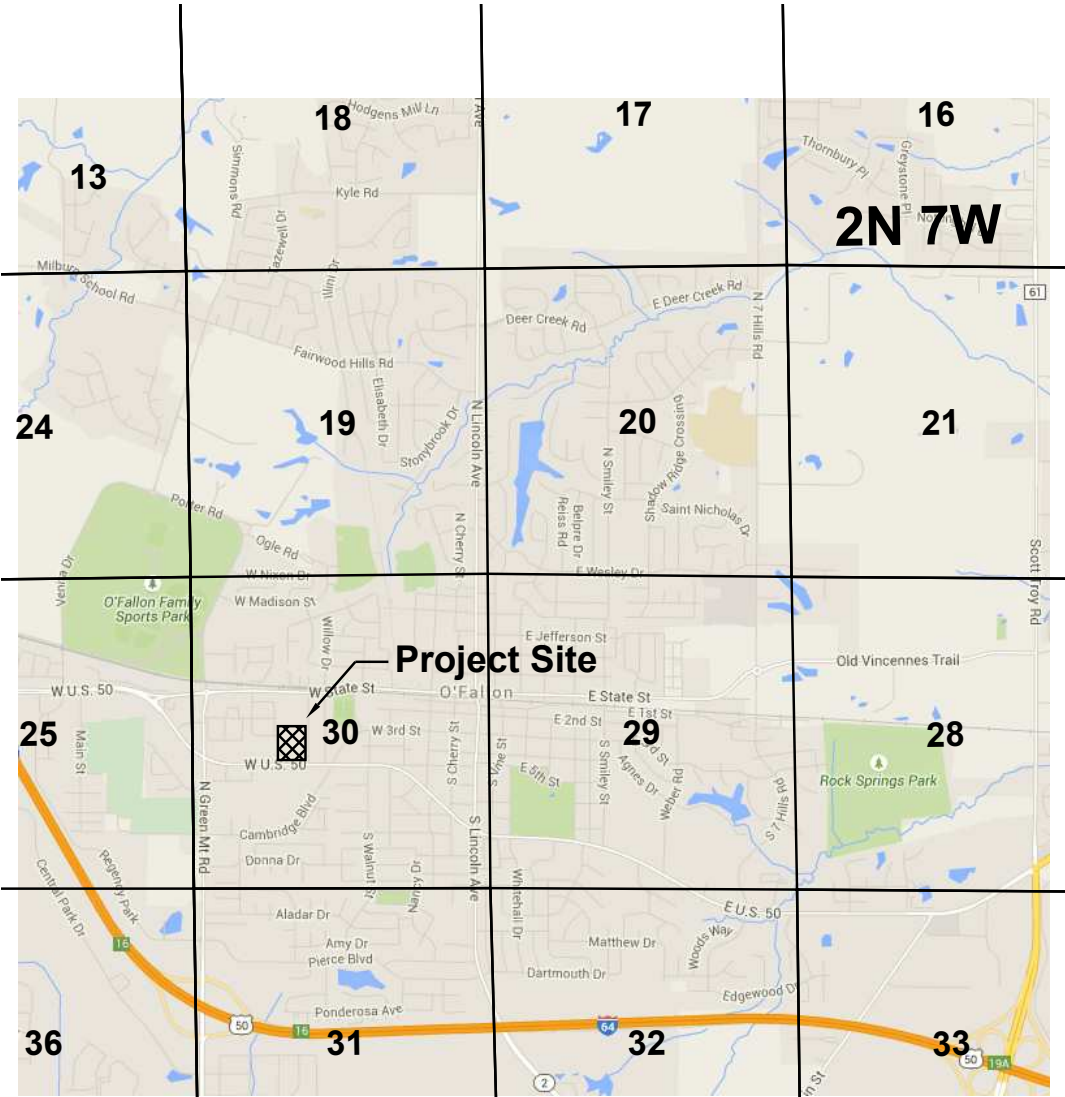 Hodgens Mill Ln
Ave
18
17
16
13
Simmons Rd
Thornbury Pl
Greystone Pl
Kyle Rd
2N 7W
Milburn School Rd
Illini Dr
61
E Deer Creek Rd
N 7 Hills Rd
Deer Creek Rd
Fairwood Hills Rd
Elisabeth Dr
Stonybrook Dr
N Lincoln Ave
24
19
20
21
Shadow Ridge Crossing
N Smiley St
Porter Rd
Reiss Rd
Belpre Dr
Saint Nicholas Dr
Ogle Rd
N Cherry St
Scott Troy Rd
W Nixon Dr
E Wesley Dr
Venita Dr
O'Fallon Family
Sports Park
W Madison St
Willow Dr
E Jefferson St
Project Site
Old Vincennes Trail
W U.S. 50
W State St
O'Fallon
E State St
E 1st St
E 2nd St
25
Main St
30
W 3rd St
S Cherry St
S Vine St
29
3rd St
28
W U.S. 50
E 5th St
S Smiley St
Agnes Dr
Weber Rd
S 7 Hills Rd
Rock Springs Park
N Green Mt Rd
Cambridge Blvd
S Lincoln Ave
Donna Dr
S Walnut St
Nancy Dr
Regency Park
Central Park Dr
Whitehall Dr
Aladar Dr
E U.S. 50
16
Amy Dr
Pierce Blvd
Matthew Dr
Woods Way
Dartmouth Dr
Edgewood Dr
Ponderosa Ave
50
16
64
36
31
32
33
50
19A
2
in St